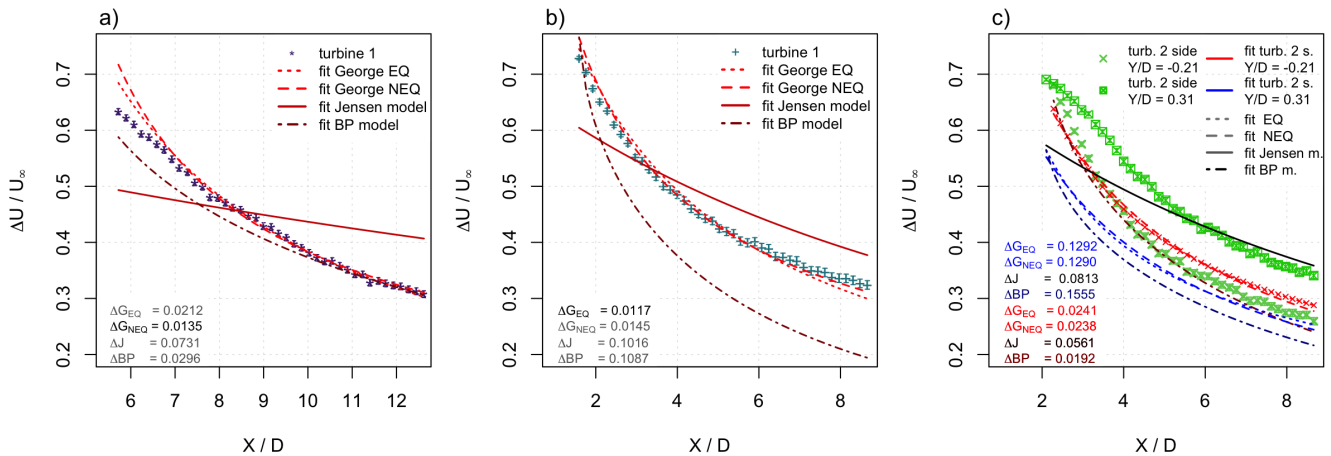 a)
turbine 1
fit George EQ
fit George NEQ
fit Jensen model
fit BP model
0.7
0.6
0.5
0.4
0.3
0.2
ΔU / U∞
ΔG_EQ = 0.0212
ΔG_NEQ = 0.0135
ΔJ = 0.0731
ΔBP = 0.0296
6 7 8 9 10 11 12
X / D
b)
turbine 1
fit George EQ
fit George NEQ
fit Jensen model
fit BP model
0.7
0.6
0.5
0.4
0.3
0.2
ΔU / U∞
ΔG_EQ = 0.0117
ΔG_NEQ = 0.0145
ΔJ = 0.1016
ΔBP = 0.1087
2 4 6 8
X / D
c)
turb. 2 side
Y/D = -0.21
turb. 2 side
Y/D = 0.31
fit turb. 2 s.
Y/D = -0.21
fit turb. 2 s.
Y/D = 0.31
fit EQ
fit NEQ
fit Jensen m.
fit BP m.
0.7
0.6
0.5
0.4
0.3
0.2
ΔU / U∞
ΔG_EQ = 0.1292
ΔG_NEQ = 0.1290
ΔJ = 0.0813
ΔBP = 0.1555
ΔG_EQ = 0.0241
ΔG_NEQ = 0.0238
ΔJ = 0.0561
ΔBP = 0.0192
2 4 6 8
X / D